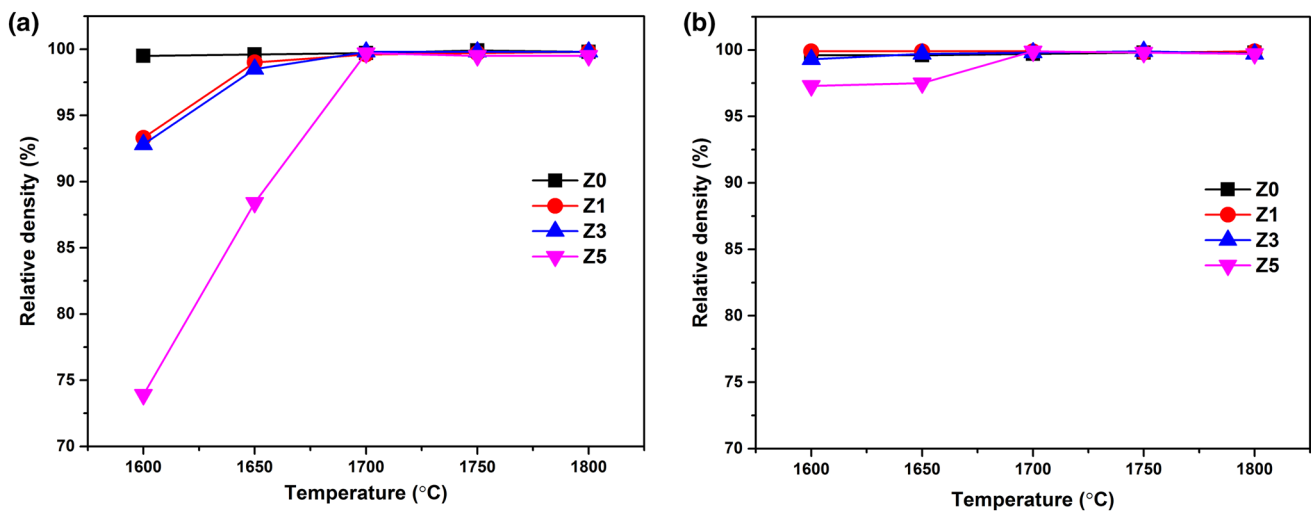 (a)
Relative density (%)
100
95
90
85
80
75
70
Z0
Z1
Z3
Z5
1600 1650 1700 1750 1800
Temperature (°C)
(b)
Relative density (%)
100
95
90
85
80
75
70
Z0
Z1
Z3
Z5
1600 1650 1700 1750 1800
Temperature (°C)